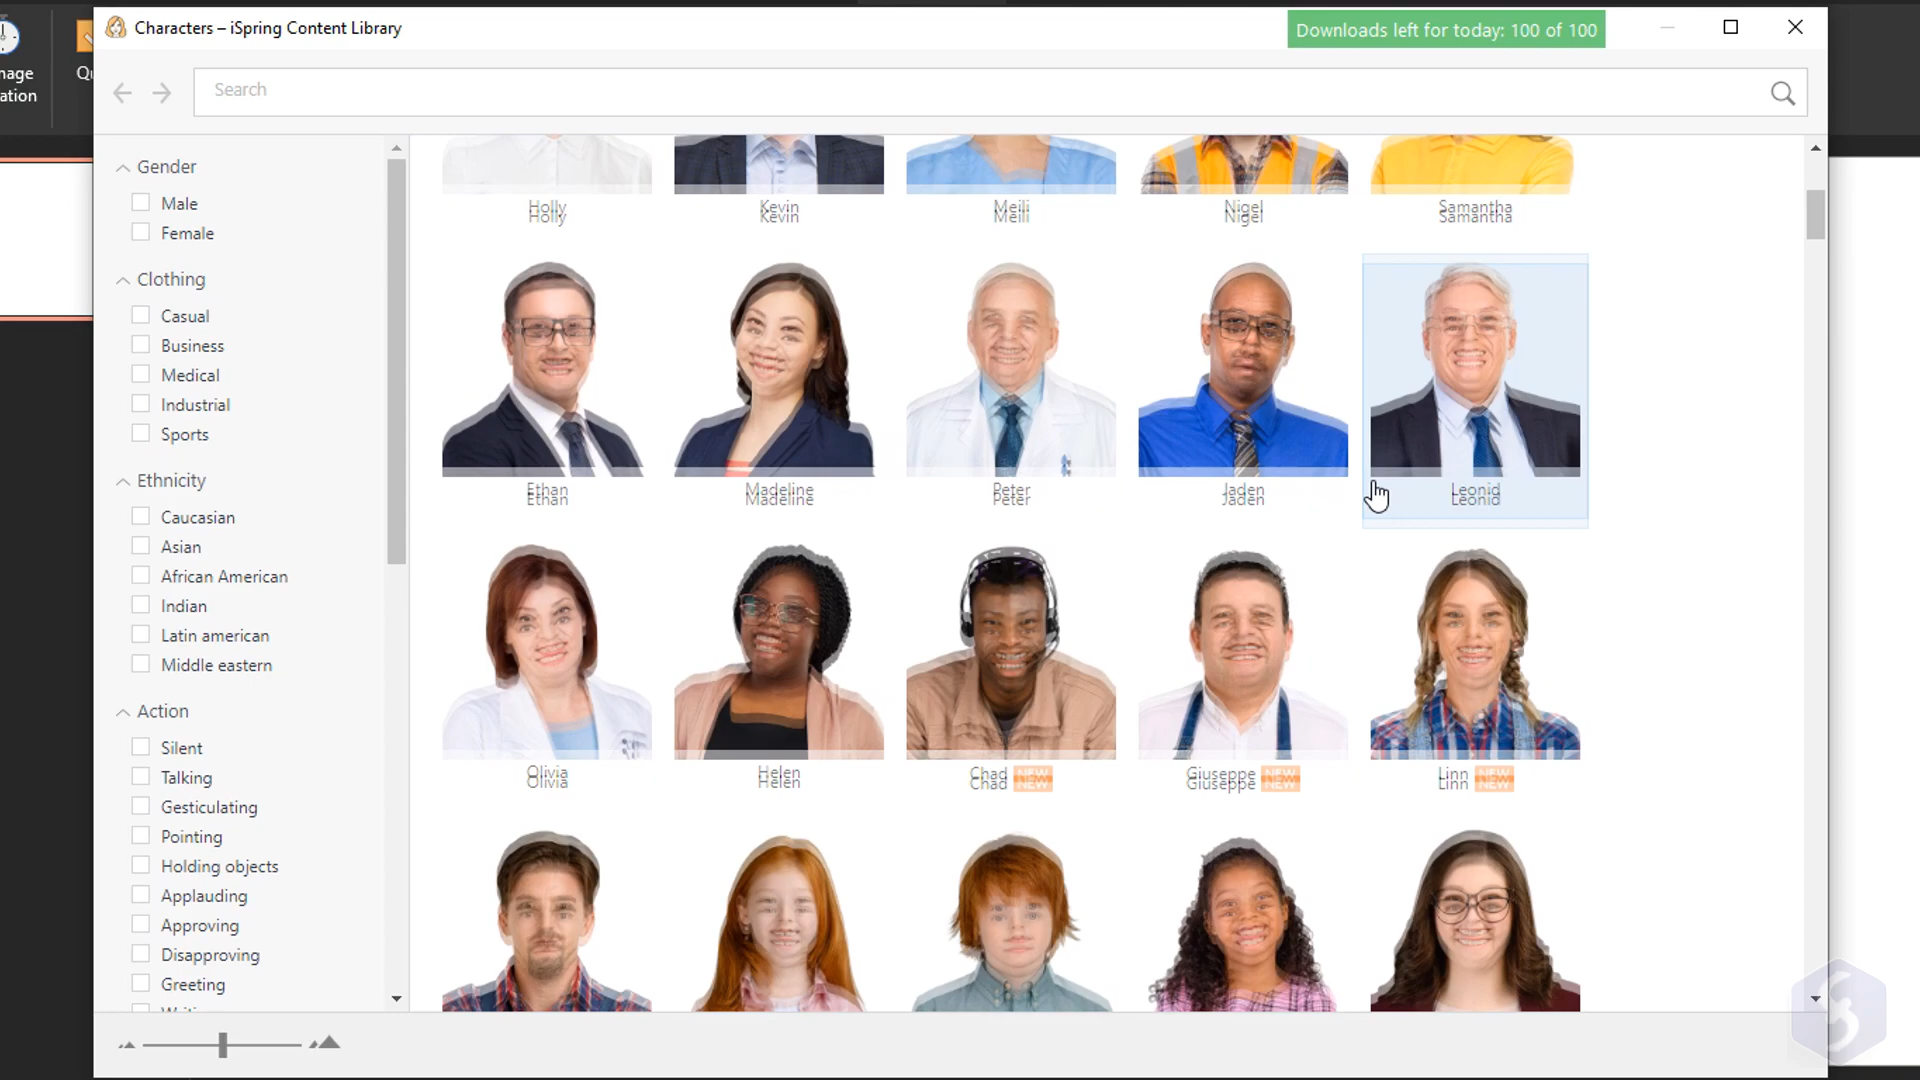 Characters – iSpring Content Library
Downloads left for today: 100 of 100
Search
Gender
Male
Female
Clothing
Casual
Business
Medical
Industrial
Sports
Ethnicity
Caucasian
Asian
African American
Indian
Latin american
Middle eastern
Action
Silent
Talking
Gesticulating
Pointing
Holding objects
Applauding
Approving
Disapproving
Greeting
Holly
Kevin
Meili
Nigel
Samantha
Ethan
Madeline
Peter
Jaden
Leonid
Olivia
Helen
Chad NEW
Giuseppe NEW
Linn NEW